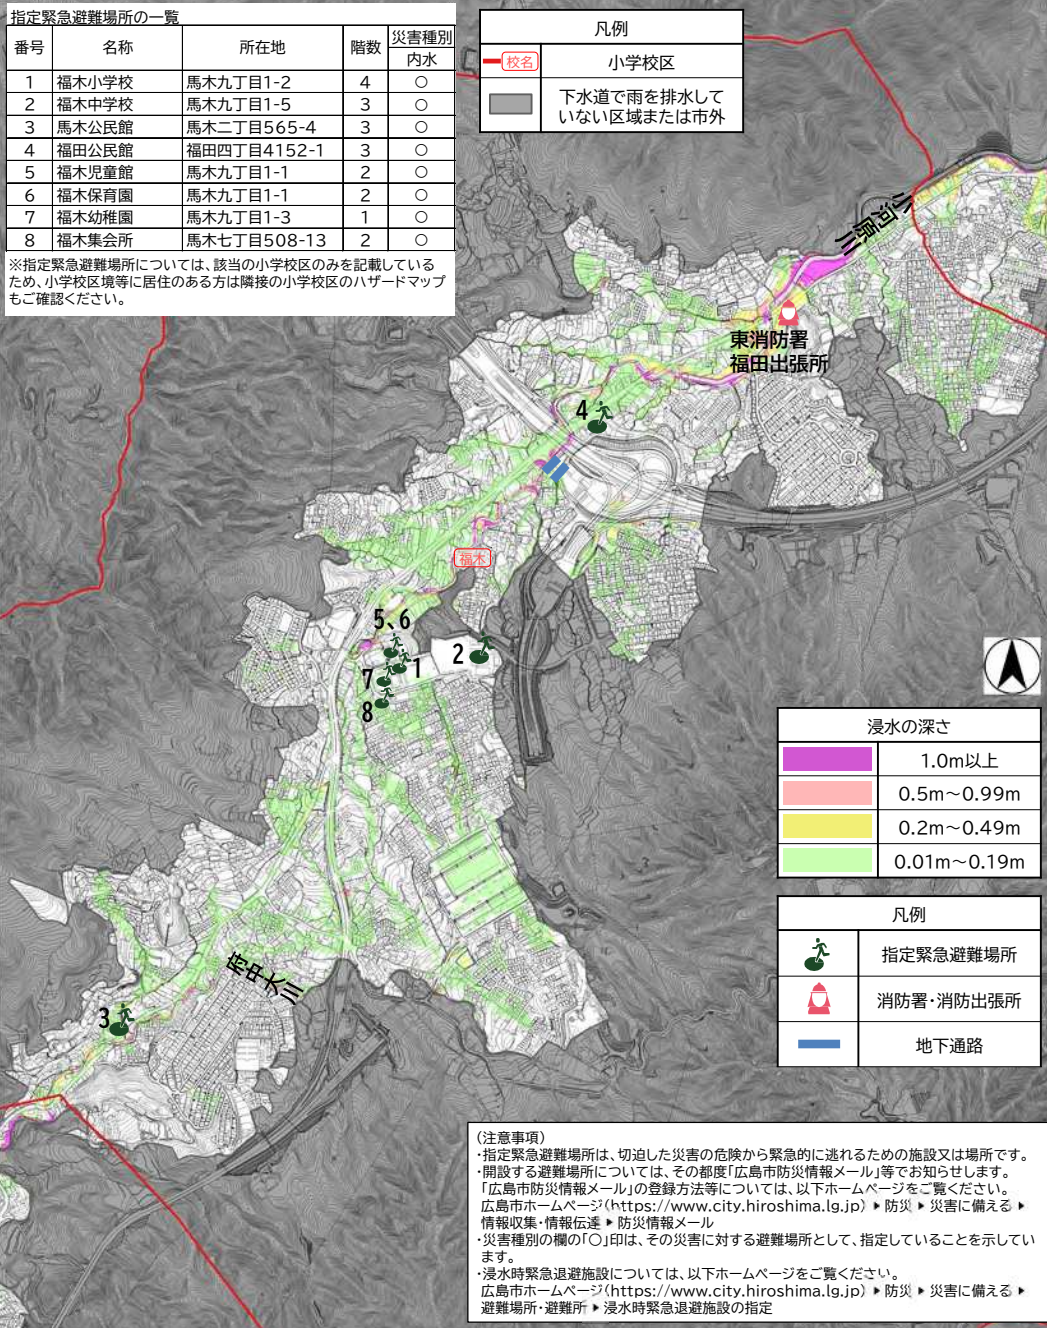 指定緊急避難場所の一覧
番号 名称 所在地 階数 災害種別
内水
1 福木小学校 馬木九丁目1-2 4 ○
2 福木中学校 馬木九丁目1-5 3 ○
3 馬木公民館 馬木二丁目565-4 3 ○
4 福田公民館 福田四丁目4152-1 3 ○
5 福木児童館 馬木九丁目1-1 2 ○
6 福木保育園 馬木九丁目1-1 2 ○
7 福木幼稚園 馬木九丁目1-3 1 ○
8 福木集会所 馬木七丁目508-13 2 ○
※指定緊急避難場所については、該当の小学校区のみを記載している
ため、小学校区境等に居住のある方は隣接の小学校区のハザードマップ
もご確認ください。
凡例
校名 小学校区
下水道で雨を排水して
いない区域または市外
小河原川
東消防署
福田出張所
4
福木
5、6
2
1
7
8
府中大川
3
浸水の深さ
1.0m以上
0.5m～0.99m
0.2m～0.49m
0.01m～0.19m
凡例
指定緊急避難場所
消防署・消防出張所
地下通路
(注意事項)
・指定緊急避難場所は、切迫した災害の危険から緊急的に逃れるための施設又は場所です。
・開設する避難場所については、その都度「広島市防災情報メール」等でお知らせします。
「広島市防災情報メール」の登録方法等については、以下ホームページをご覧ください。
広島市ホームページ(https://www.city.hiroshima.lg.jp)▶防災▶災害に備える▶
情報収集・情報伝達▶防災情報メール
・災害種別の欄の「○」印は、その災害に対する避難場所として、指定していることを示してい
ます。
・浸水時緊急退避施設については、以下ホームページをご覧ください。
広島市ホームページ(https://www.city.hiroshima.lg.jp)▶防災▶災害に備える▶
避難場所・避難所▶浸水時緊急退避施設の指定